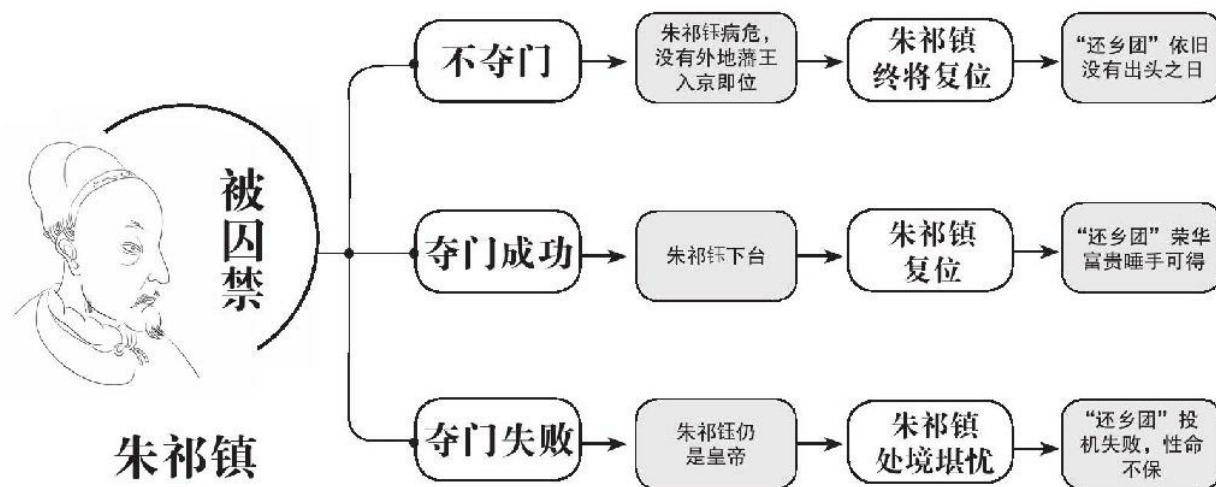 被囚禁
朱祁镇
不夺门
朱祁钰病危，
没有外地藩王
入京即位
朱祁镇
终将复位
“还乡团”依旧
没有出头之日
夺门成功
朱祁钰下台
朱祁镇
复位
“还乡团”荣华
富贵唾手可得
夺门失败
朱祁钰仍
是皇帝
朱祁镇
处境堪忧
“还乡团”投
机失败，性命
不保